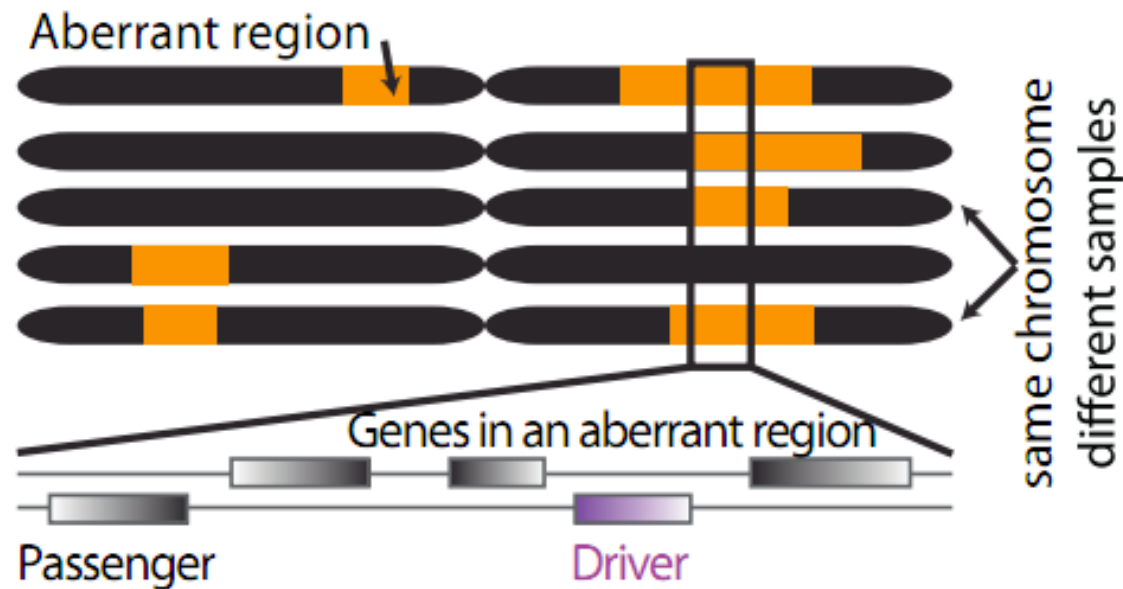 Aberrant region
same chromosome
different samples
Genes in an aberrant region
Passenger
Driver